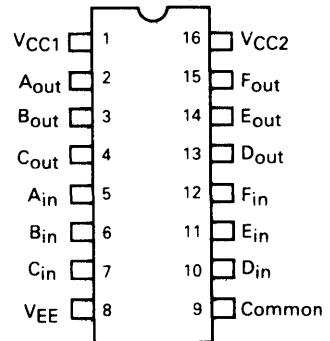 VCC1 1 16 VCC2
Aout 2 15 Fout
Bout 3 14 Eout
Cout 4 13 Dout
Ain 5 12 Fin
Bin 6 11 Ein
Cin 7 10 Din
VEE 8 9 Common